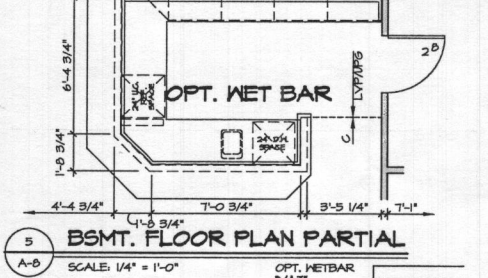 6'-4 3/4"
2⁸
LVP/WPG
24" U.C.
REF.
SPACE
OPT. WET BAR
24" D.W.
SPACE
C
1'-8 3/4"
4'-4 3/4"
7'-0 3/4"
3'-5 1/4"
7'-1"
1'-8 3/4"
5
A-8
BSMT. FLOOR PLAN PARTIAL
SCALE: 1/4" = 1'-0"
OPT. WETBAR